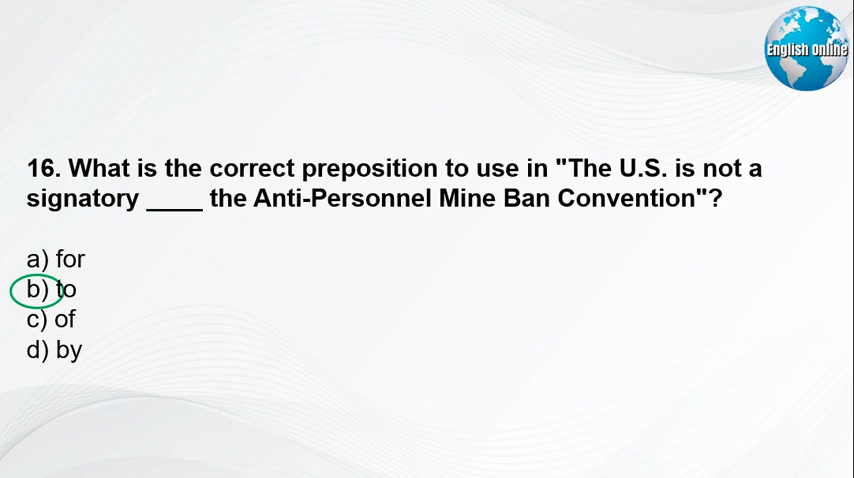 English Online
16. What is the correct preposition to use in "The U.S. is not a
signatory ____ the Anti-Personnel Mine Ban Convention"?
a) for
b) to
c) of
d) by